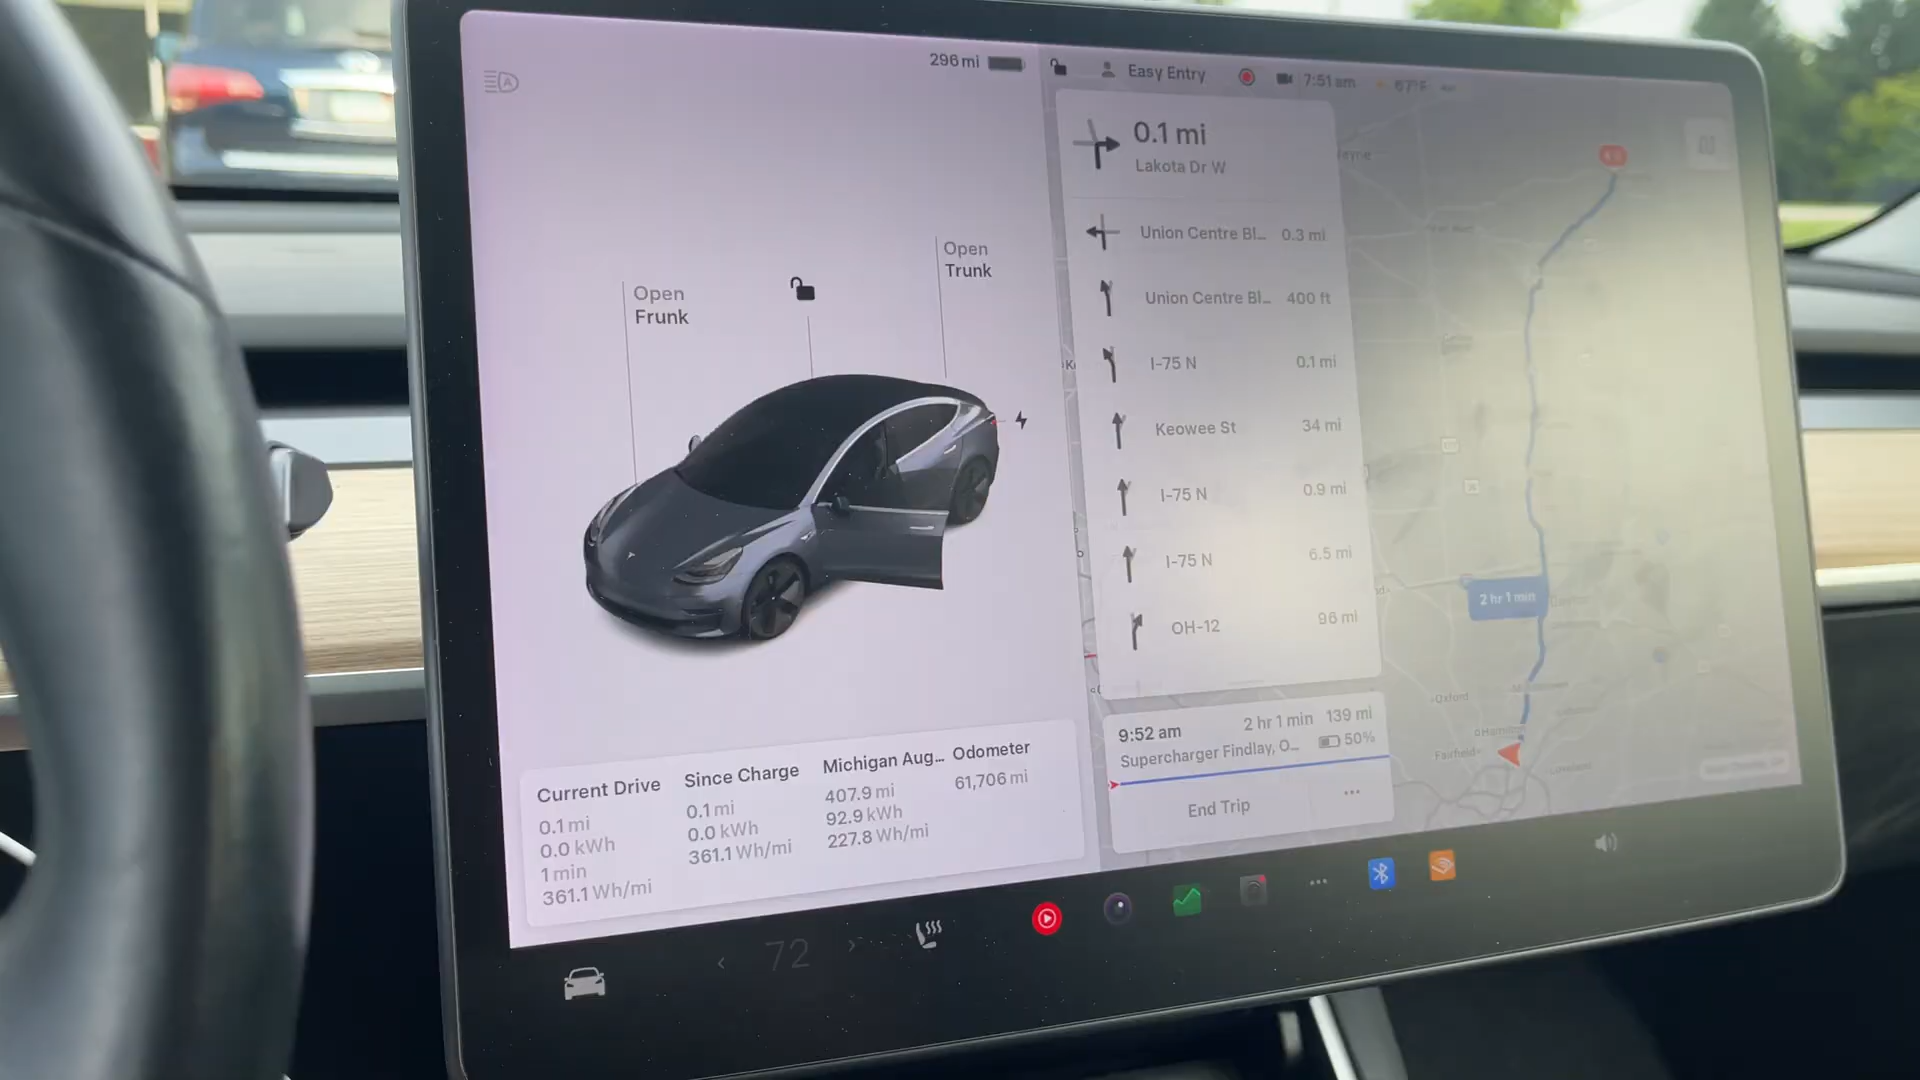 296 mi
Easy Entry
7:51 am
67°F
Open
Frunk
Open
Trunk
Current Drive
0.1 mi
0.0 kWh
1 min
361.1 Wh/mi
Since Charge
0.1 mi
0.0 kWh
361.1 Wh/mi
Michigan Aug...
407.9 mi
92.9 kWh
227.8 Wh/mi
Odometer
61,706 mi
0.1 mi
Lakota Dr W
Union Centre Bl... 0.3 mi
Union Centre Bl... 400 ft
I-75 N 0.1 mi
Keowee St 34 mi
I-75 N 0.9 mi
I-75 N 6.5 mi
OH-12 96 mi
9:52 am 2 hr 1 min 139 mi
Supercharger Findlay, O... 50%
End Trip
2 hr 1 min
Oxford
Fairfield
72